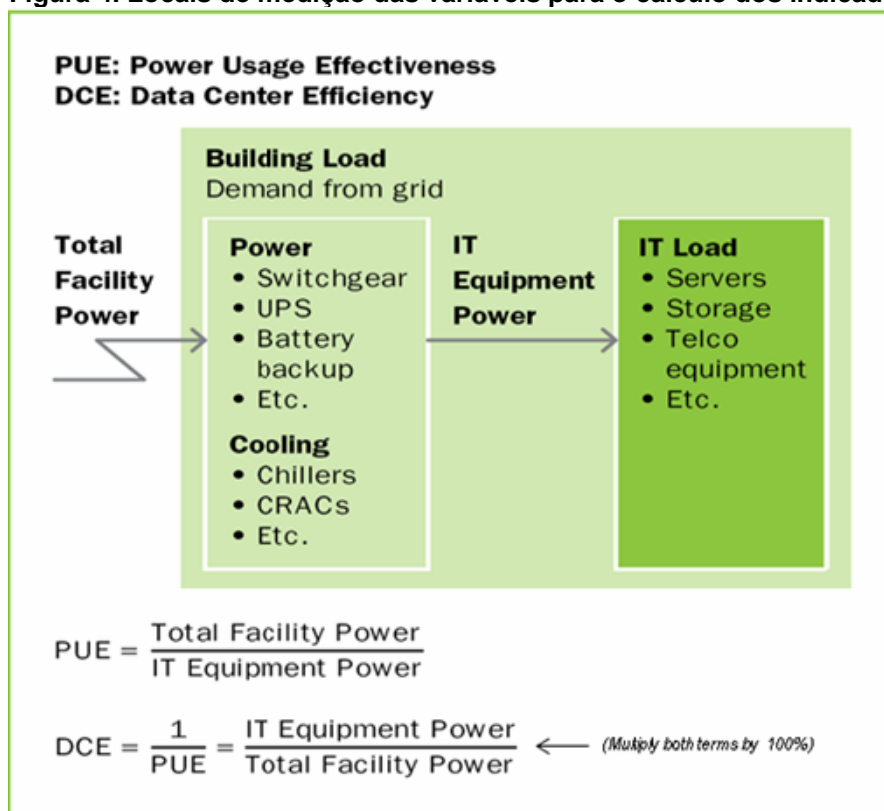 PUE: Power Usage Effectiveness
DCE: Data Center Efficiency
Building Load
Demand from grid
Total
Facility
Power
Power
• Switchgear
• UPS
• Battery
backup
• Etc.
Cooling
• Chillers
• CRACs
• Etc.
IT
Equipment
Power
IT Load
• Servers
• Storage
• Telco
equipment
• Etc.
PUE = Total Facility Power / IT Equipment Power
DCE = 1 / PUE = IT Equipment Power / Total Facility Power (Multiply both terms by 100%)